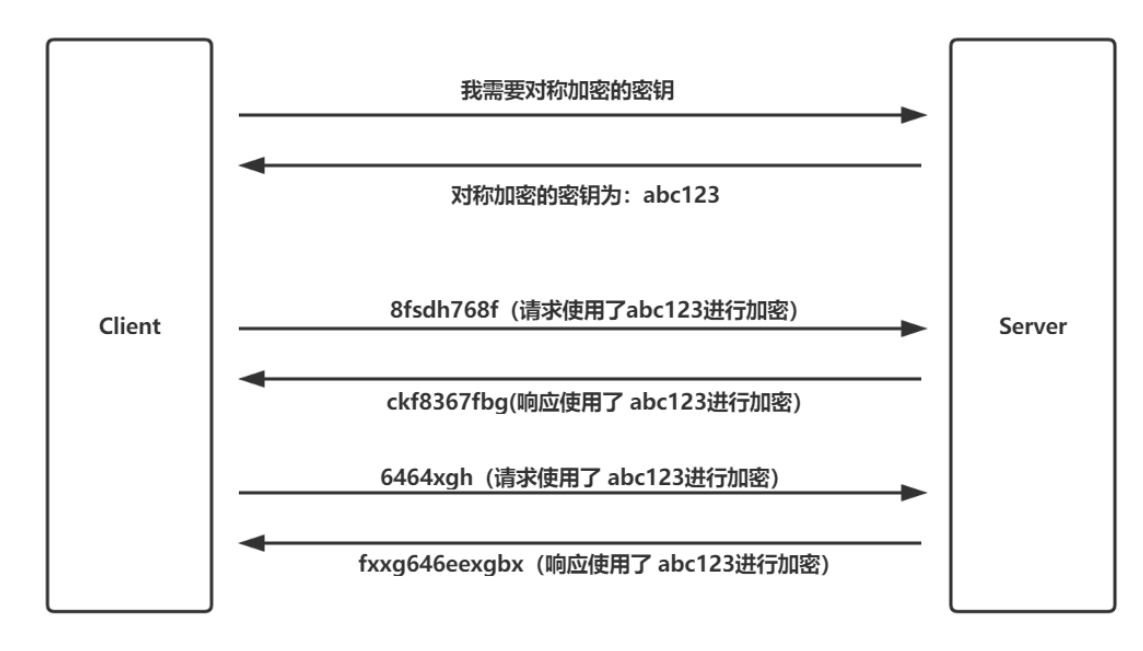 我需要对称加密的密钥
对称加密的密钥为：abc123
8fsdh768f（请求使用了abc123进行加密）
Client
Server
ckf8367fbg(响应使用了 abc123进行加密）
6464xgh（请求使用了 abc123进行加密）
fxxg646eexgbx（响应使用了 abc123进行加密）